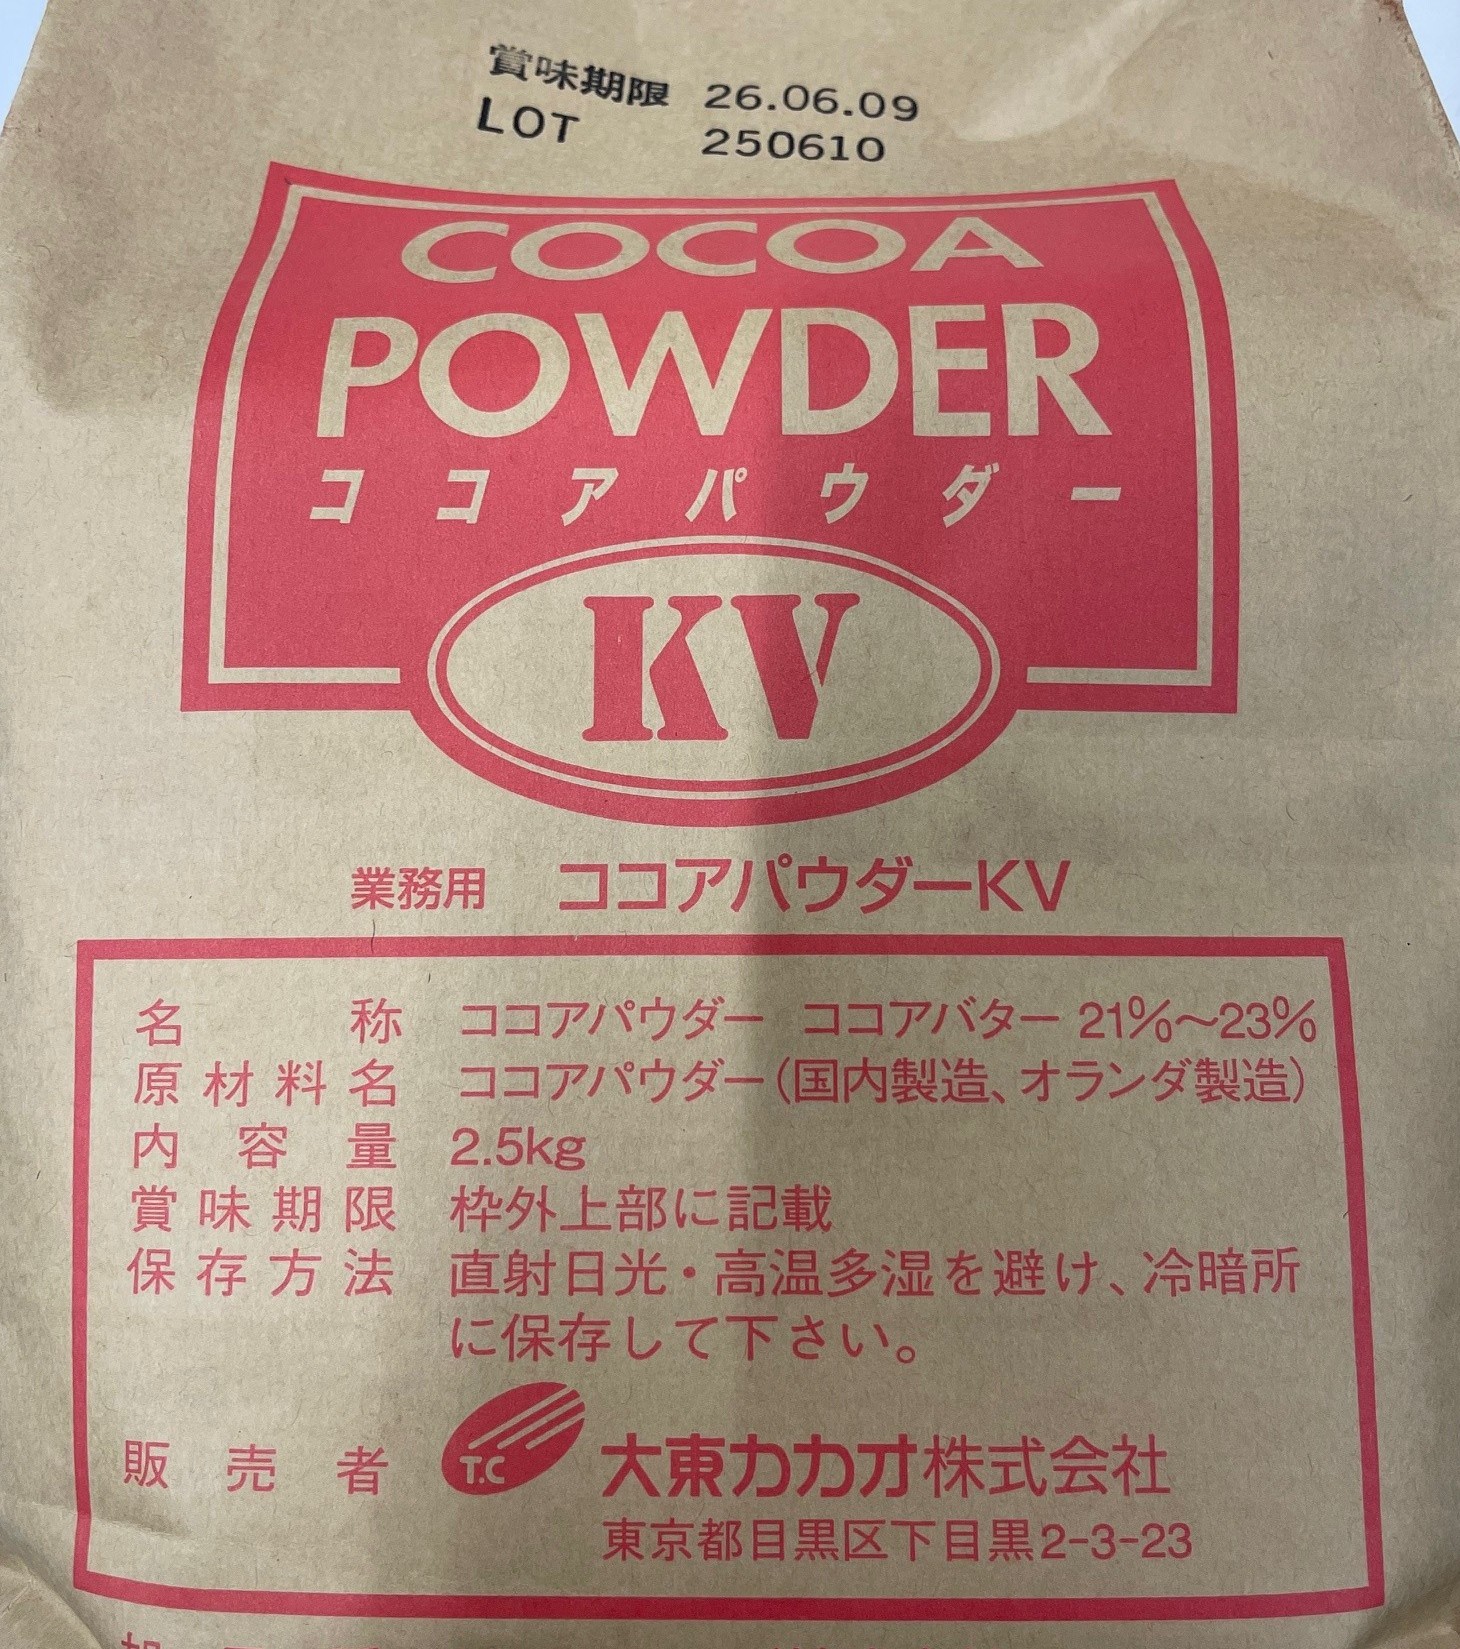 賞味期限 26.06.09
LOT 250610
COCOA
POWDER
ココアパウダー
KV
業務用 ココアパウダーKV
名称 ココアパウダー ココアバター 21%～23%
原材料名 ココアパウダー(国内製造、オランダ製造)
内容量 2.5kg
賞味期限 枠外上部に記載
保存方法 直射日光・高温多湿を避け、冷暗所
に保存して下さい。
販売者 T.C 大東カカオ株式会社
東京都目黒区下目黒2-3-23